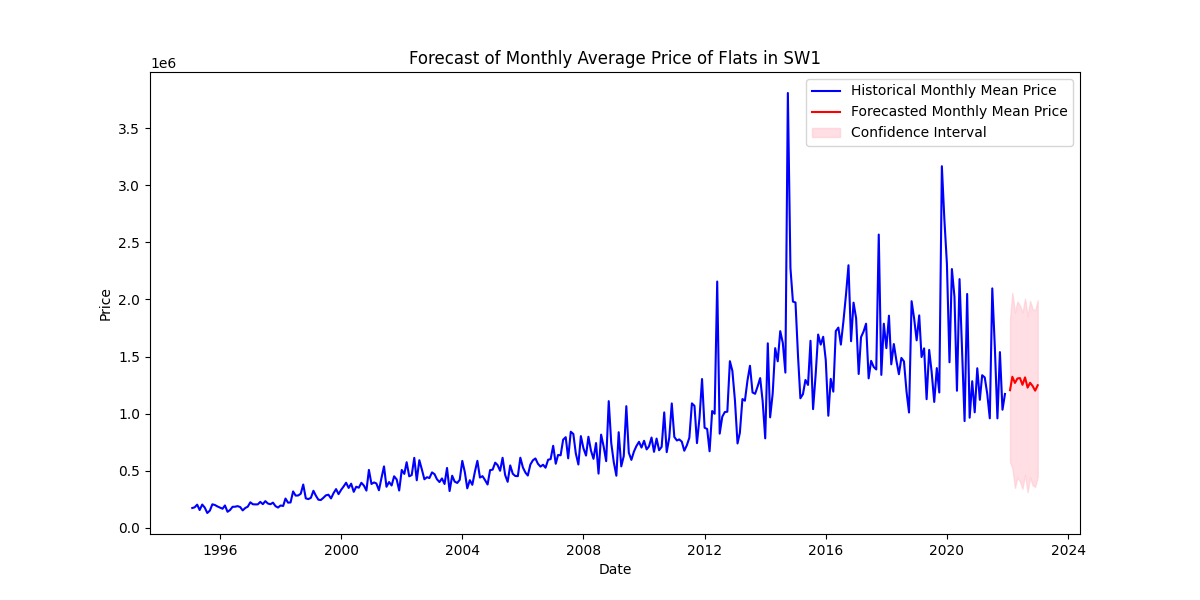 Forecast of Monthly Average Price of Flats in SW1
1e6
Historical Monthly Mean Price
Forecasted Monthly Mean Price
Confidence Interval
3.5
3.0
2.5
2.0
1.5
1.0
0.5
0.0
Price
1996 2000 2004 2008 2012 2016 2020 2024
Date